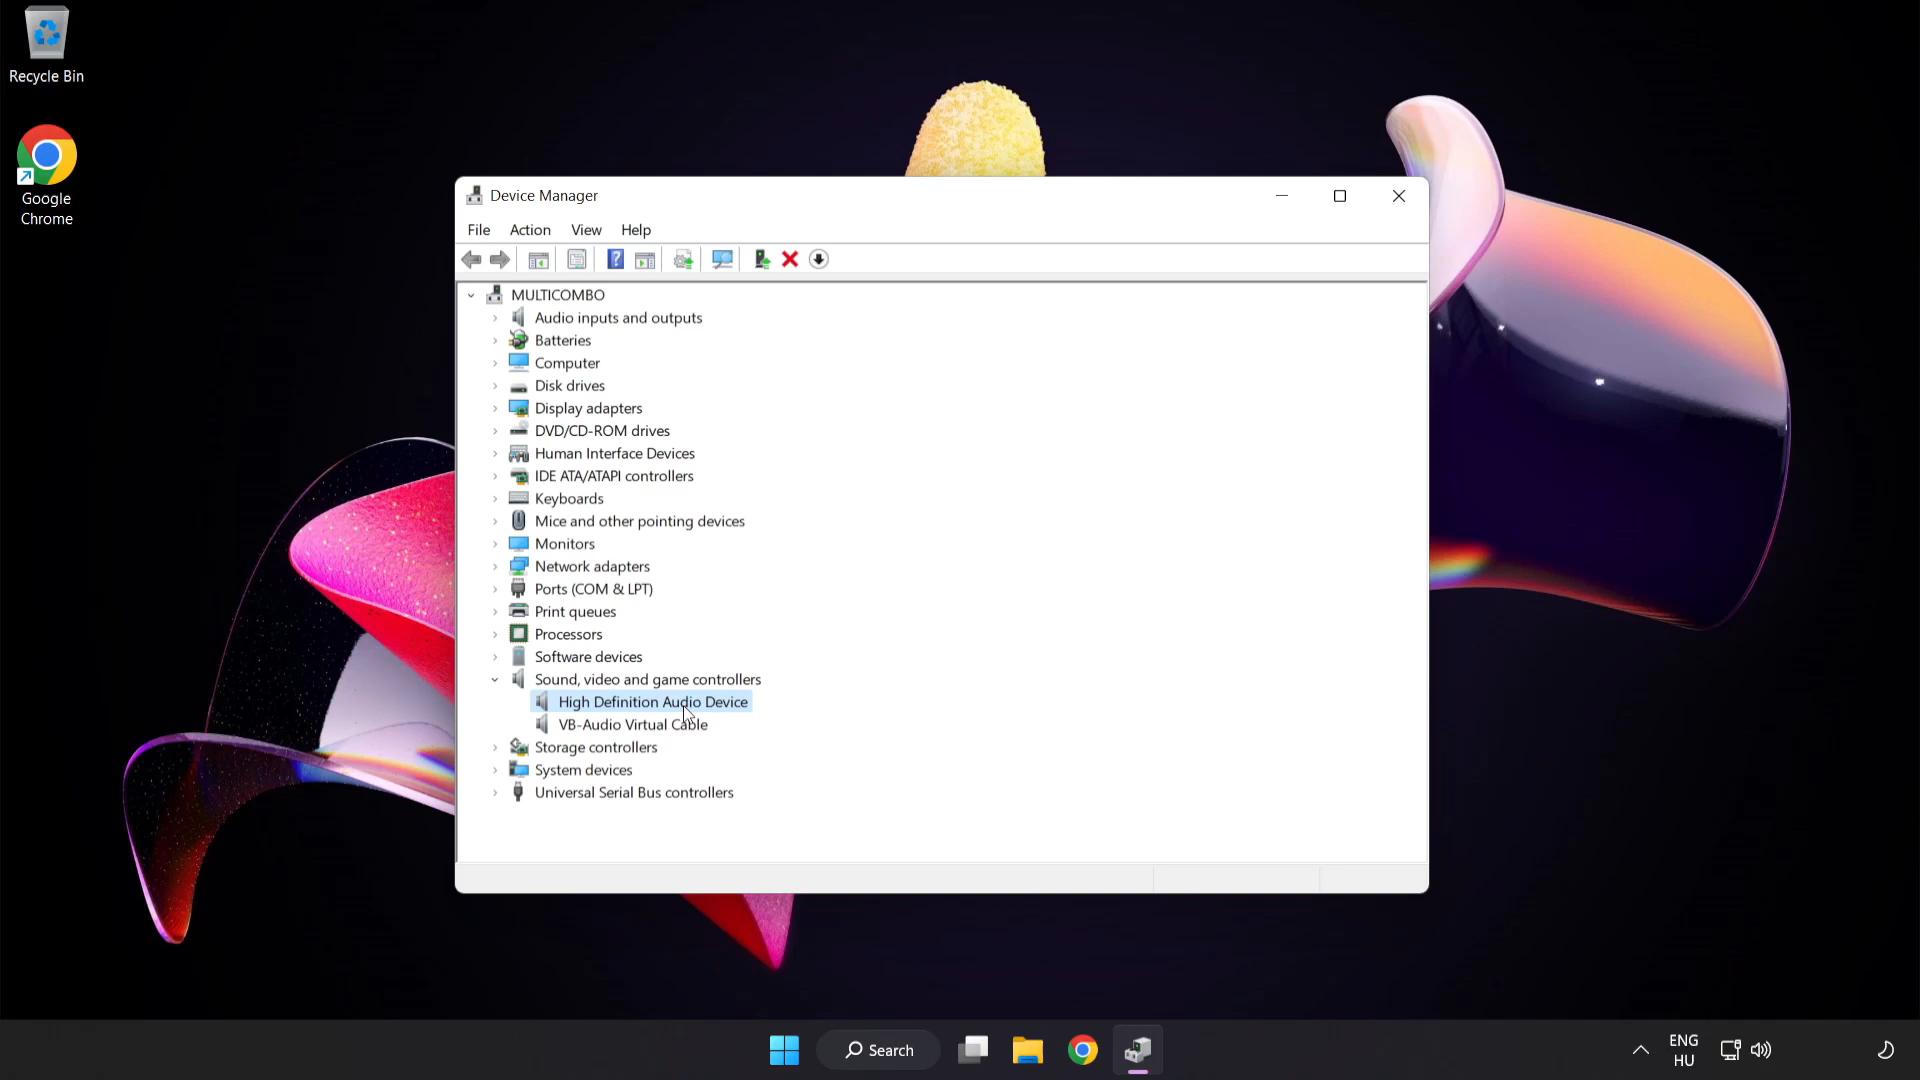 Recycle Bin
Google
Chrome
Device Manager
File Action View Help
MULTICOMBO
Audio inputs and outputs
Batteries
Computer
Disk drives
Display adapters
DVD/CD-ROM drives
Human Interface Devices
IDE ATA/ATAPI controllers
Keyboards
Mice and other pointing devices
Monitors
Network adapters
Ports (COM & LPT)
Print queues
Processors
Software devices
Sound, video and game controllers
High Definition Audio Device
VB-Audio Virtual Cable
Storage controllers
System devices
Universal Serial Bus controllers
Search
ENG
HU